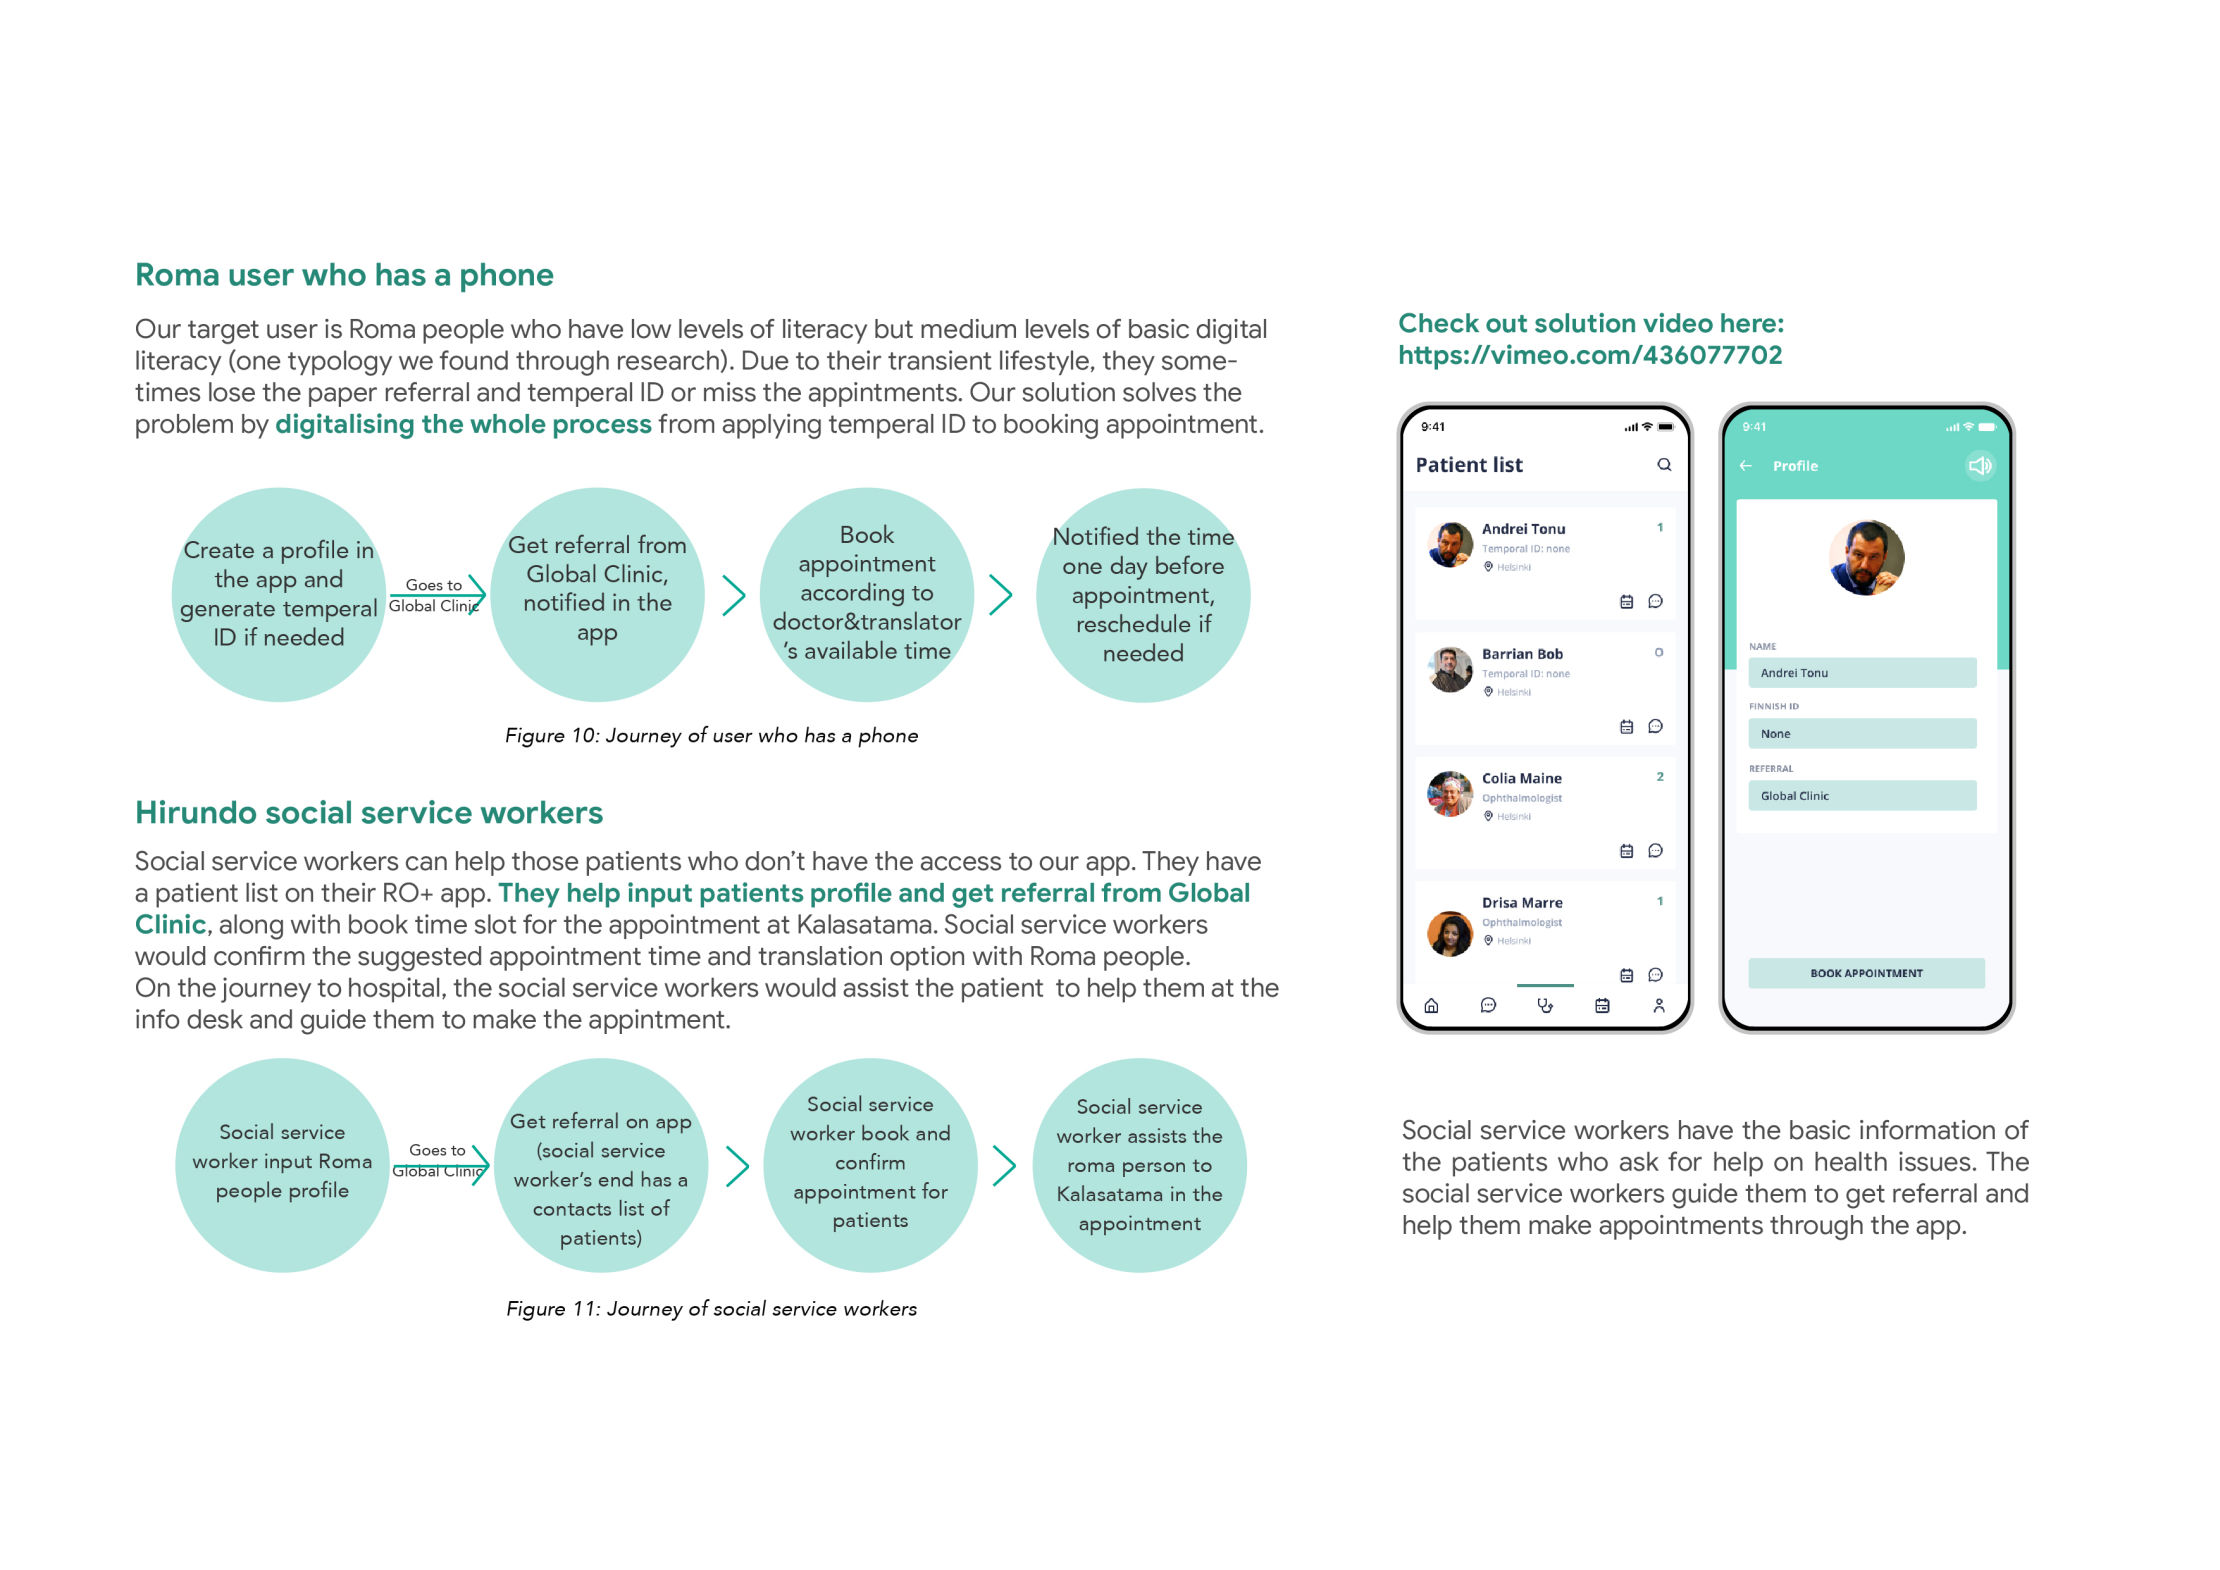 Roma user who has a phone
Our target user is Roma people who have low levels of literacy but medium levels of basic digital
literacy (one typology we found through research). Due to their transient lifestyle, they some-
times lose the paper referral and temperal ID or miss the appintments. Our solution solves the
problem by digitalising the whole process from applying temperal ID to booking appointment.
Create a profile in
the app and
generate temperal
ID if needed
Goes to
Global Clinic
Get referral from
Global Clinic,
notified in the
app
Book
appointment
according to
doctor&translator
's available time
Notified the time
one day before
appointment,
reschedule if
needed
Figure 10: Journey of user who has a phone
Hirundo social service workers
Social service workers can help those patients who don't have the access to our app. They have
a patient list on their RO+ app. They help input patients profile and get referral from Global
Clinic, along with book time slot for the appointment at Kalasatama. Social service workers
would confirm the suggested appointment time and translation option with Roma people.
On the journey to hospital, the social service workers would assist the patient to help them at the
info desk and guide them to make the appintment.
Social service
worker input Roma
people profile
Goes to
Global Clinic
Get referral on app
(social service
worker's end has a
contacts list of
patients)
Social service
worker book and
confirm
appointment for
patients
Social service
worker assists the
roma person to
Kalasatama in the
appointment
Figure 11: Journey of social service workers
Check out solution video here:
https://vimeo.com/436077702
9:41
Patient list
Andrei Tonu 1
Temporal ID: none
Helsinki
Barrian Bob 0
Temporal ID: none
Helsinki
Colia Maine 2
Ophthalmologist
Helsinki
Drisa Marre 1
Ophthalmologist
Helsinki
9:41
Profile
NAME
Andrei Tonu
FINNISH ID
None
REFERRAL
Global Clinic
BOOK APPOINTMENT
Social service workers have the basic information of
the patients who ask for help on health issues. The
social service workers guide them to get referral and
help them make appointments through the app.